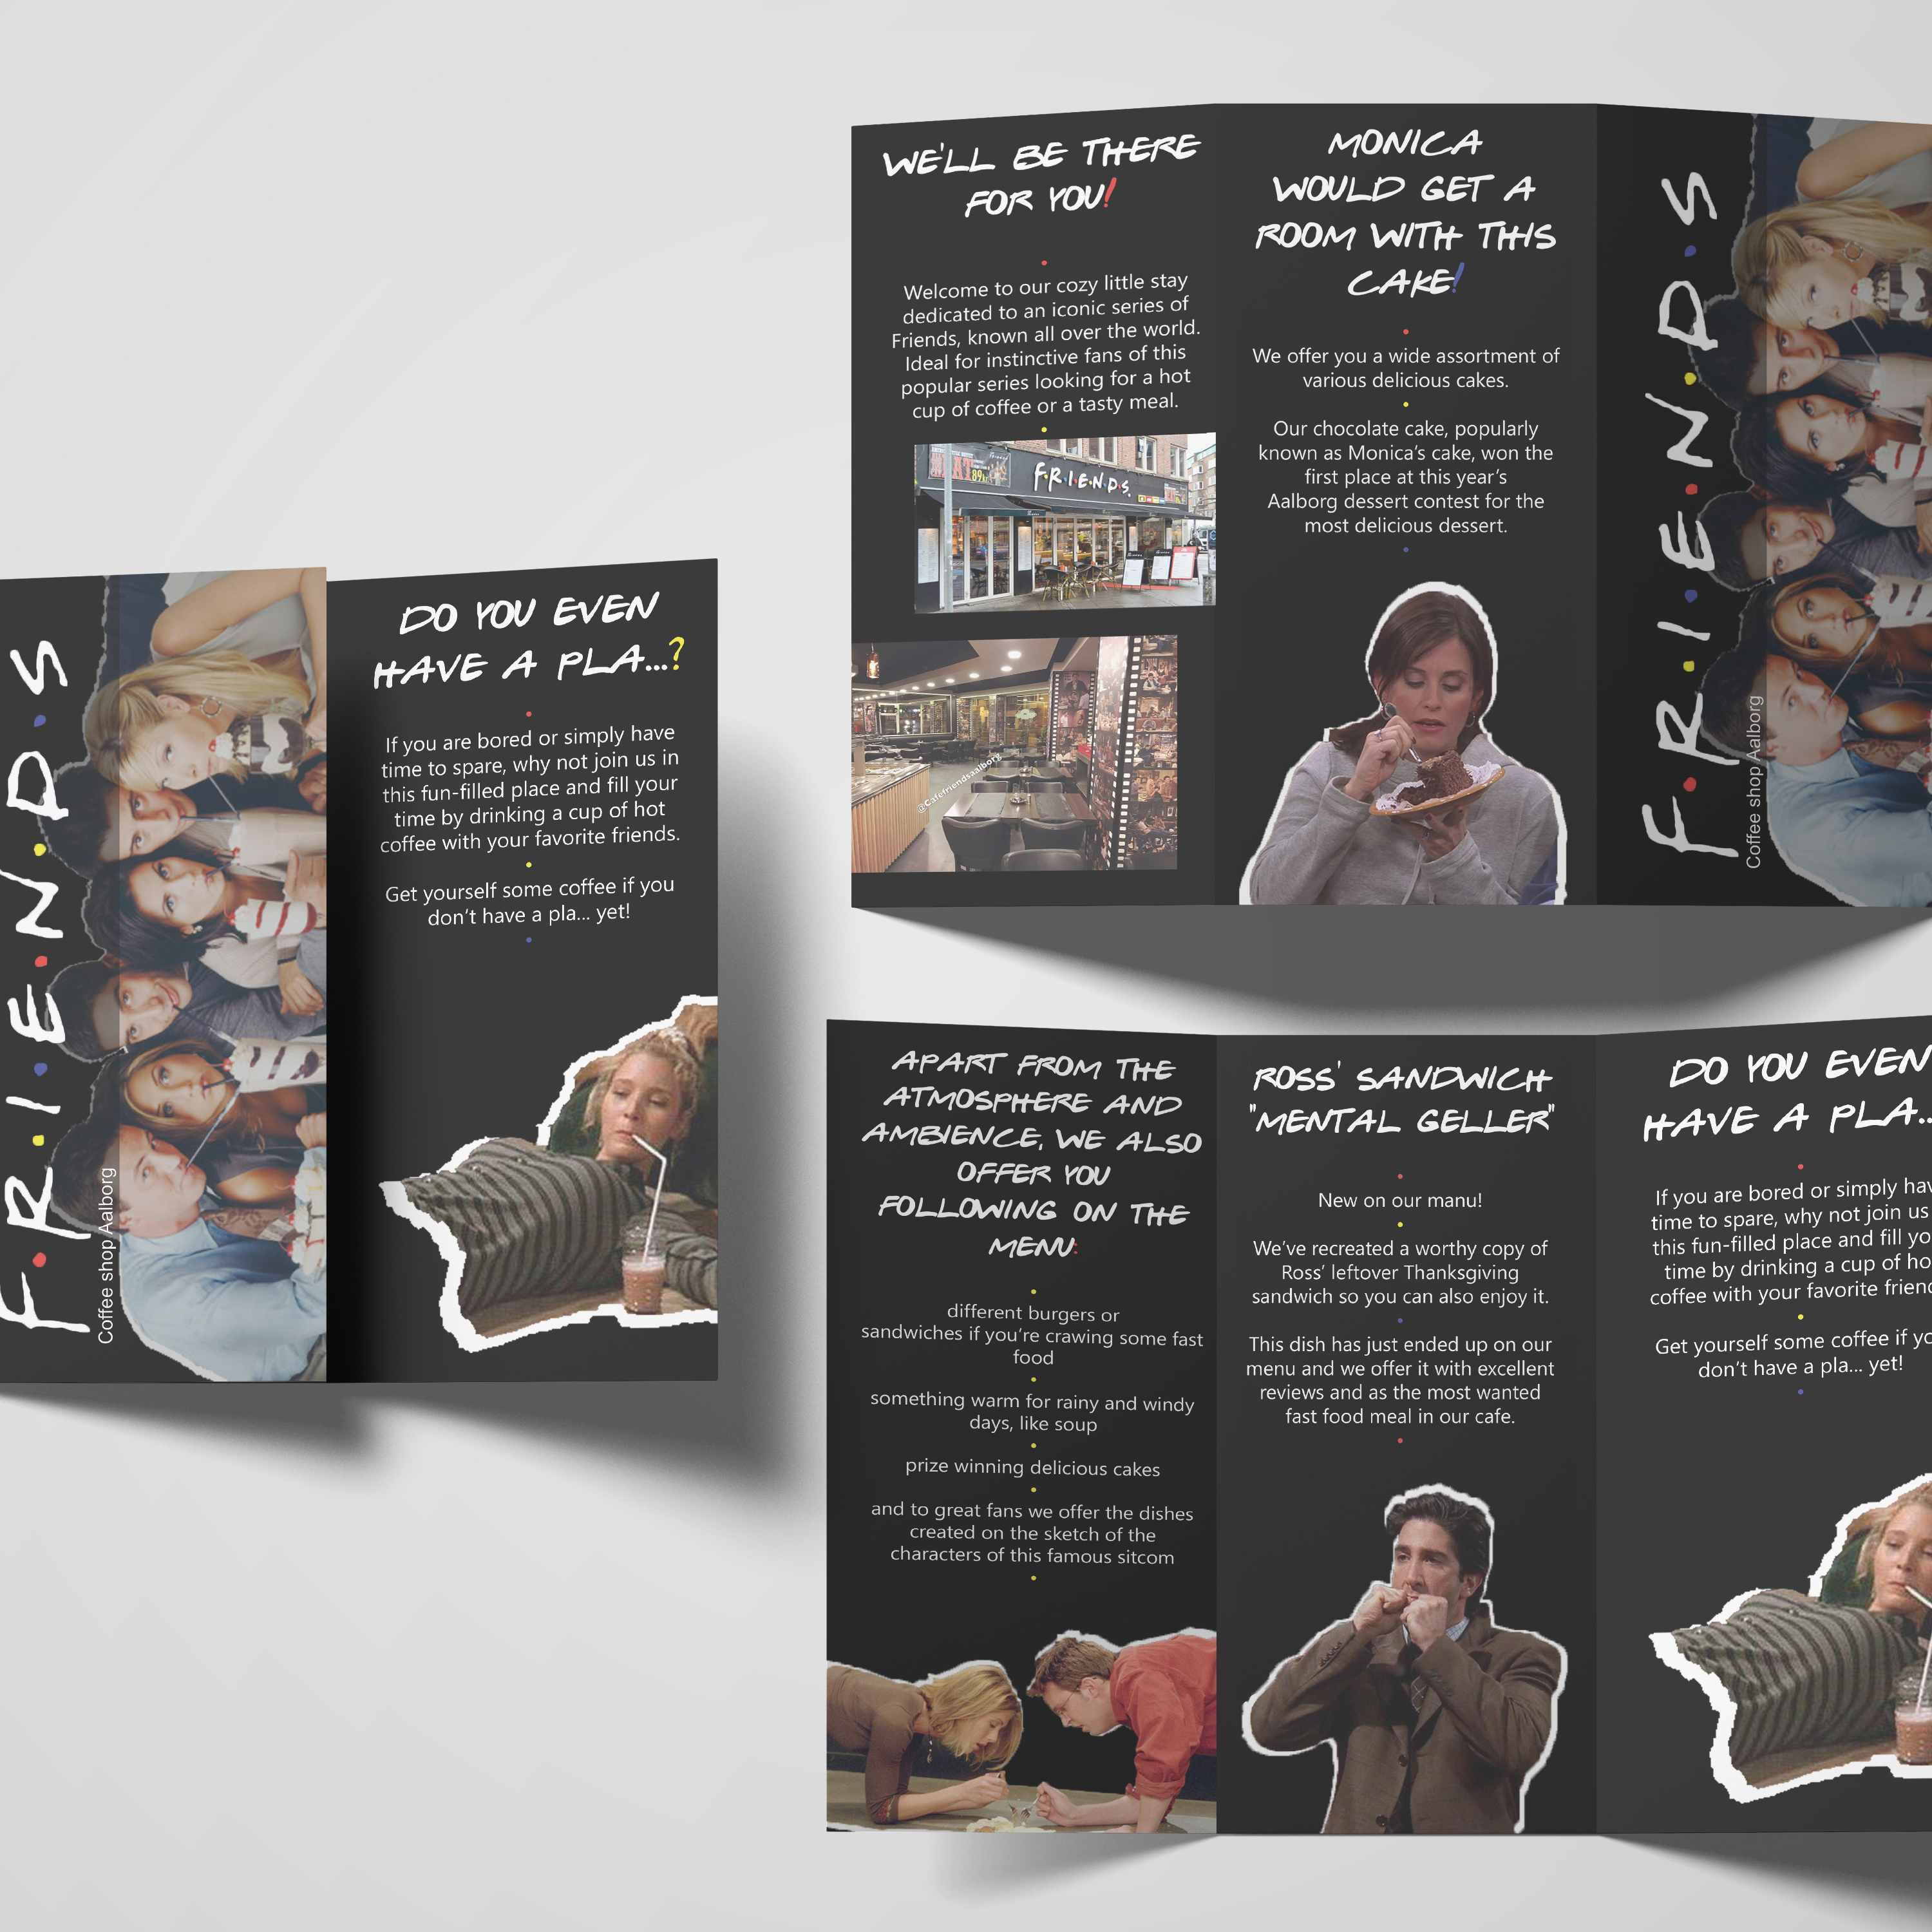 F·R·I·E·N·D·S
Coffee shop Aalborg
DO YOU EVEN
HAVE A PLA...?
If you are bored or simply have
time to spare, why not join us in
this fun-filled place and fill your
time by drinking a cup of hot
coffee with your favorite friends.
Get yourself some coffee if you
don't have a pla... yet!
WE'LL BE THERE
FOR YOU!
Welcome to our cozy little stay
dedicated to an iconic series of
Friends, known all over the world.
Ideal for instinctive fans of this
popular series looking for a hot
cup of coffee or a tasty meal.
F·R·I·E·N·D·S.
@Cafefriendsaalborg
MONICA
WOULD GET A
ROOM WITH THIS
CAKE!
We offer you a wide assortment of
various delicious cakes.
Our chocolate cake, popularly
known as Monica's cake, won the
first place at this year's
Aalborg dessert contest for the
most delicious dessert.
F·R·I·E·N·D·S
Coffee shop Aalborg
APART FROM THE
ATMOSPHERE AND
AMBIENCE, WE ALSO
OFFER YOU
FOLLOWING ON THE
MENU:
different burgers or
sandwiches if you're crawing some fast
food
something warm for rainy and windy
days, like soup
prize winning delicious cakes
and to great fans we offer the dishes
created on the sketch of the
characters of this famous sitcom
ROSS' SANDWICH
"MENTAL GELLER"
New on our manu!
We've recreated a worthy copy of
Ross' leftover Thanksgiving
sandwich so you can also enjoy it.
This dish has just ended up on our
menu and we offer it with excellent
reviews and as the most wanted
fast food meal in our cafe.
DO YOU EVEN
HAVE A PLA..
If you are bored or simply hav
time to spare, why not join us
this fun-filled place and fill yo
time by drinking a cup of ho
coffee with your favorite friend
Get yourself some coffee if yo
don't have a pla... yet!